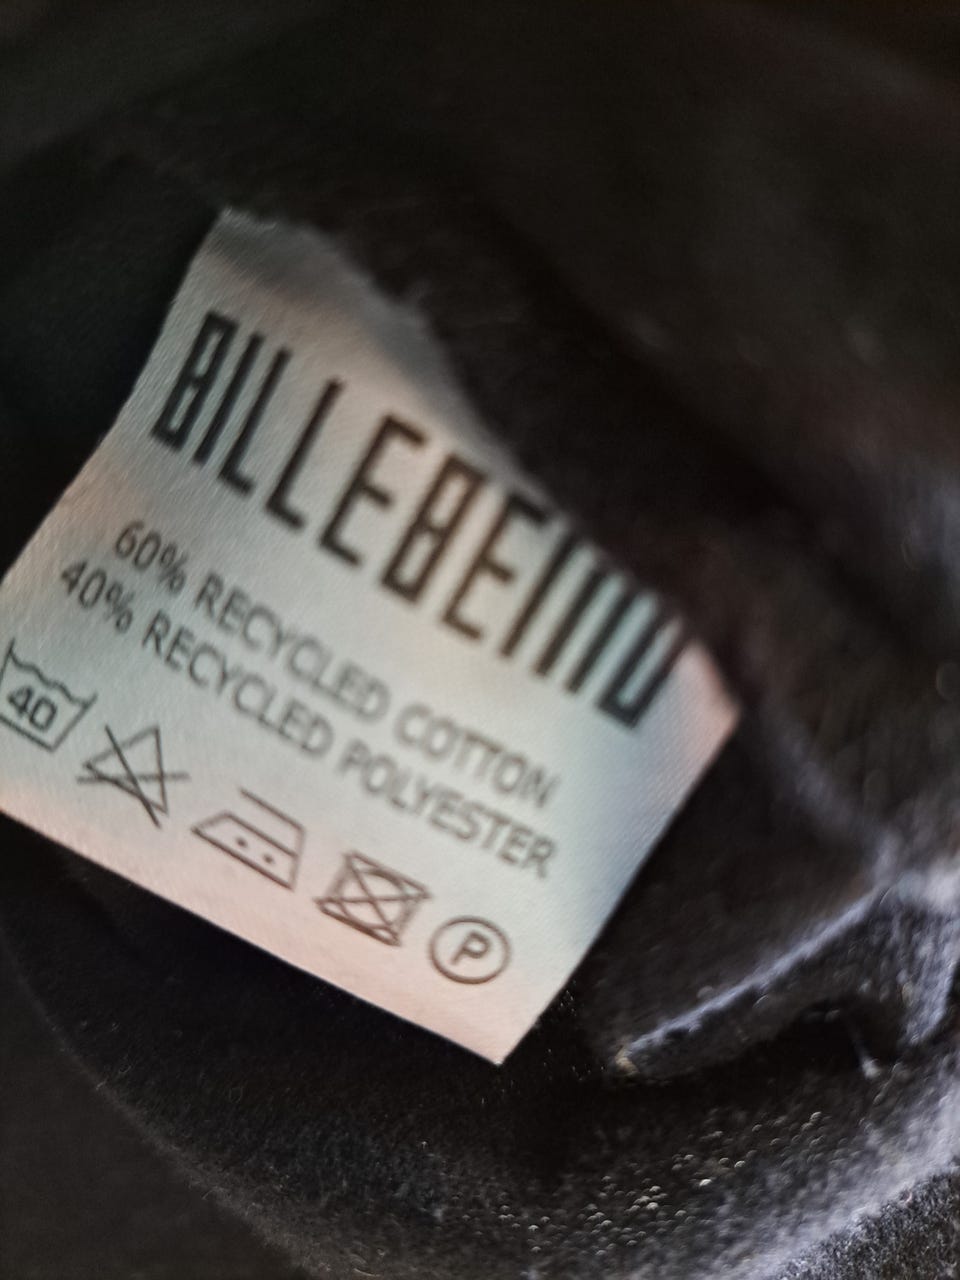 BILLEBEINO
60% RECYCLED COTTON
40% RECYCLED POLYESTER
40
P